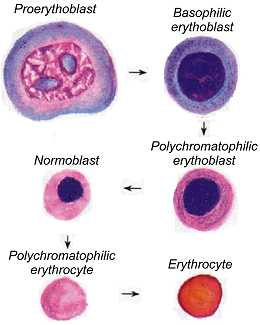 Proerythoblast
Basophilic
erythoblast
Normoblast
Polychromatophilic
erythoblast
Polychromatophilic
erythrocyte
Erythrocyte